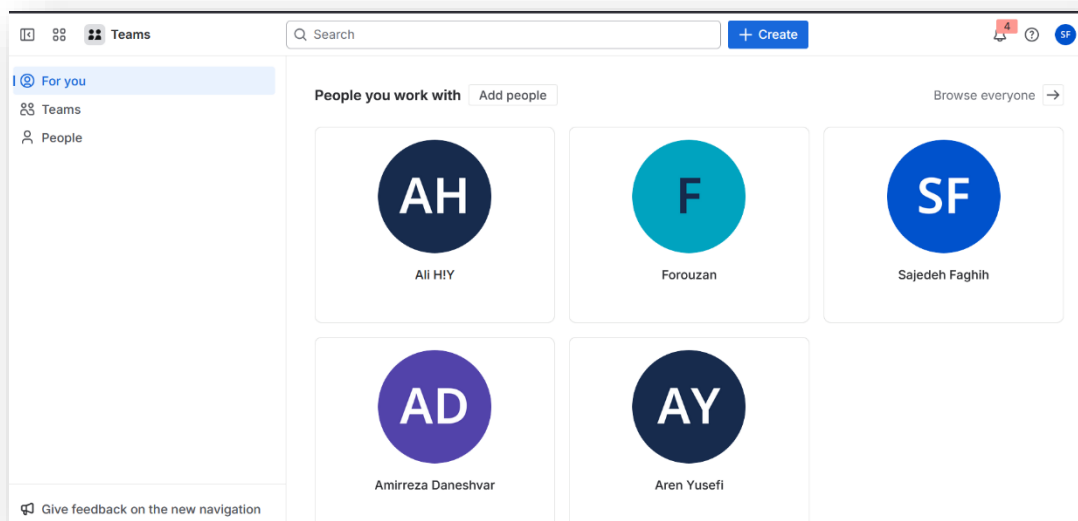 Teams
Search
+ Create
4
SF
For you
Teams
People
People you work with
Add people
Browse everyone →
AH
Ali H!Y
F
Forouzan
SF
Sajedeh Faghih
AD
Amirreza Daneshvar
AY
Aren Yusefi
Give feedback on the new navigation